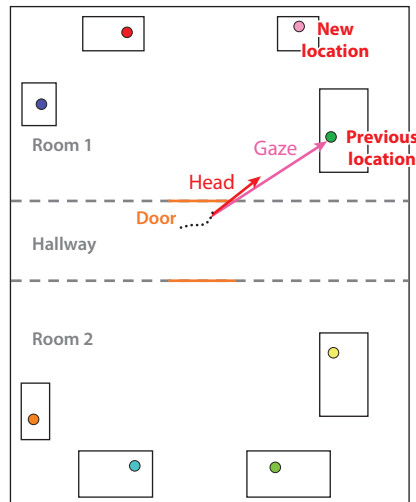 New
location
Room 1
Gaze
Previous
location
Head
Door
Hallway
Room 2